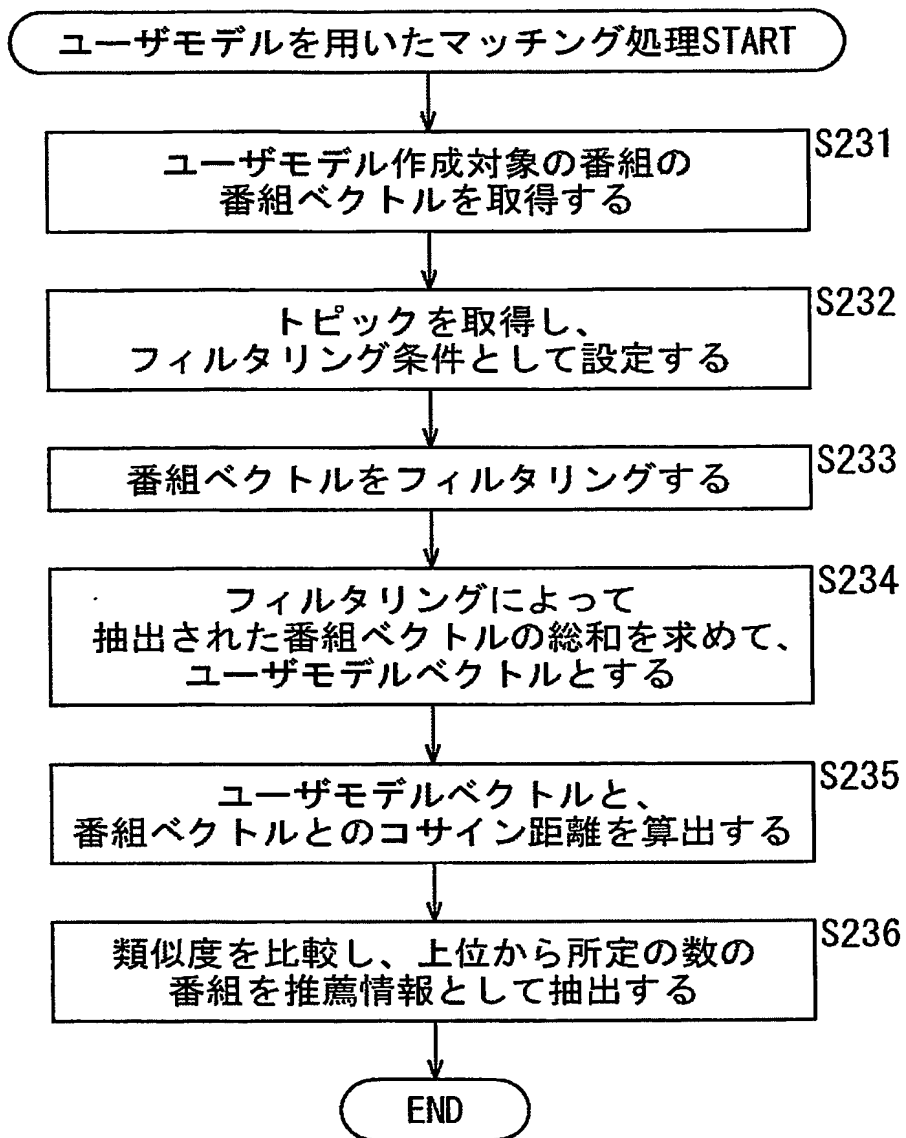 ユーザモデルを用いたマッチング処理START
S231
ユーザモデル作成対象の番組の
番組ベクトルを取得する
S232
トピックを取得し、
フィルタリング条件として設定する
S233
番組ベクトルをフィルタリングする
S234
フィルタリングによって
抽出された番組ベクトルの総和を求めて、
ユーザモデルベクトルとする
S235
ユーザモデルベクトルと、
番組ベクトルとのコサイン距離を算出する
S236
類似度を比較し、上位から所定の数の
番組を推薦情報として抽出する
END